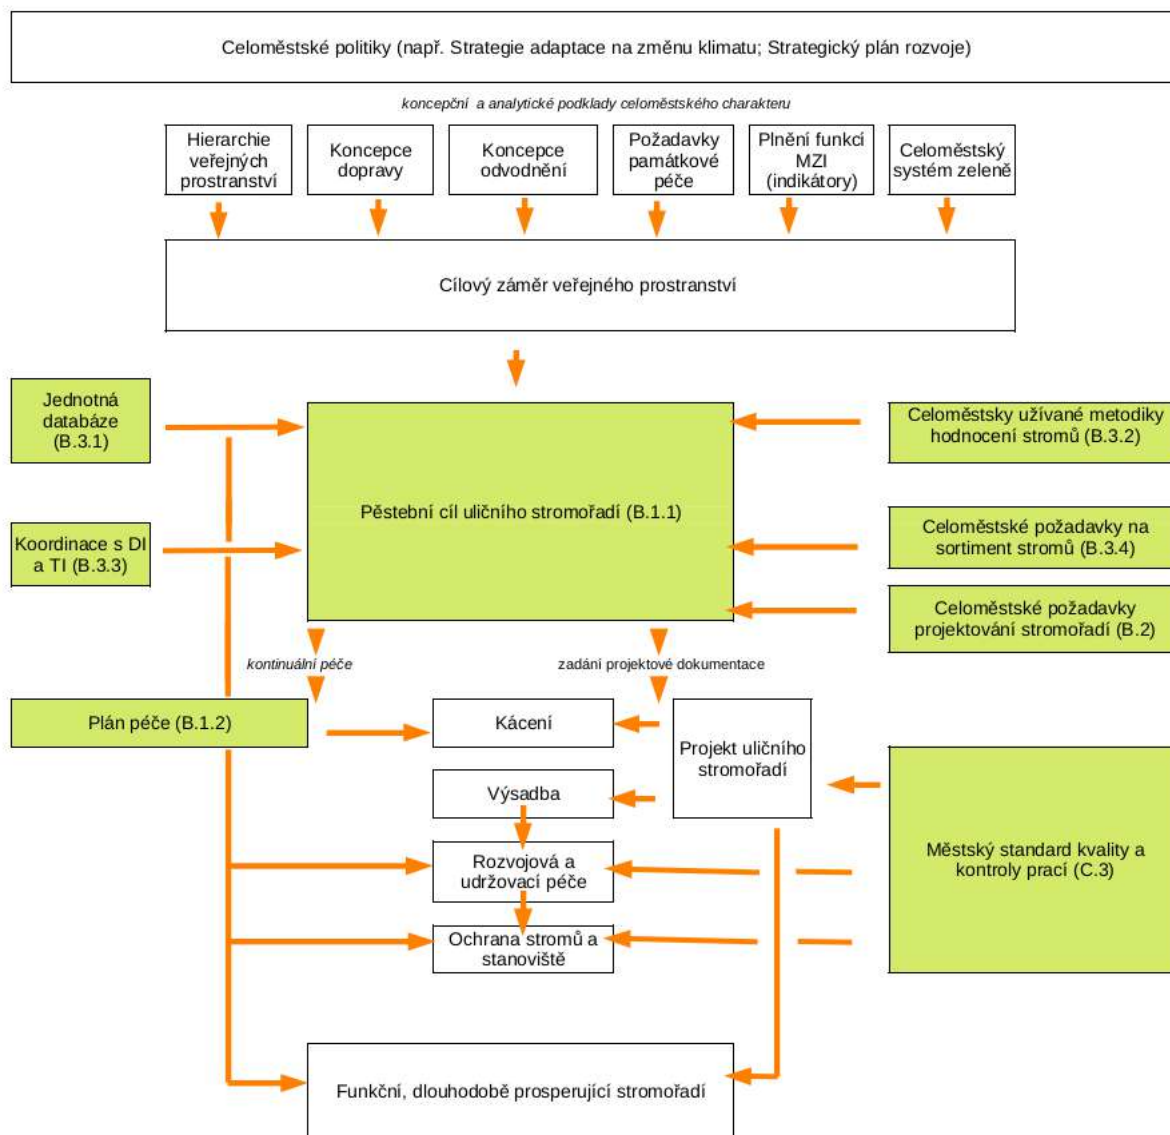 Celoměstské politiky (např. Strategie adaptace na změnu klimatu; Strategický plán rozvoje)
koncepční a analytické podklady celoměstského charakteru
Hierarchie
veřejných
prostranství
Koncepce
dopravy
Koncepce
odvodnění
Požadavky
památkové
péče
Plnění funkcí
MZI
(indikátory)
Celoměstský
systém zeleně
Cílový záměr veřejného prostranství
Jednotná
databáze
(B.3.1)
Celoměstsky užívané metodiky
hodnocení stromů (B.3.2)
Pěstební cíl uličního stromořadí (B.1.1)
Koordinace s DI
a TI (B.3.3)
Celoměstské požadavky na
sortiment stromů (B.3.4)
Celoměstské požadavky
projektování stromořadí (B.2)
kontinuální péče
zadání projektové dokumentace
Plán péče (B.1.2)
Kácení
Projekt uličního
stromořadí
Výsadba
Rozvojová a
udržovací péče
Městský standard kvality a
kontroly prací (C.3)
Ochrana stromů a
stanoviště
Funkční, dlouhodobě prosperující stromořadí